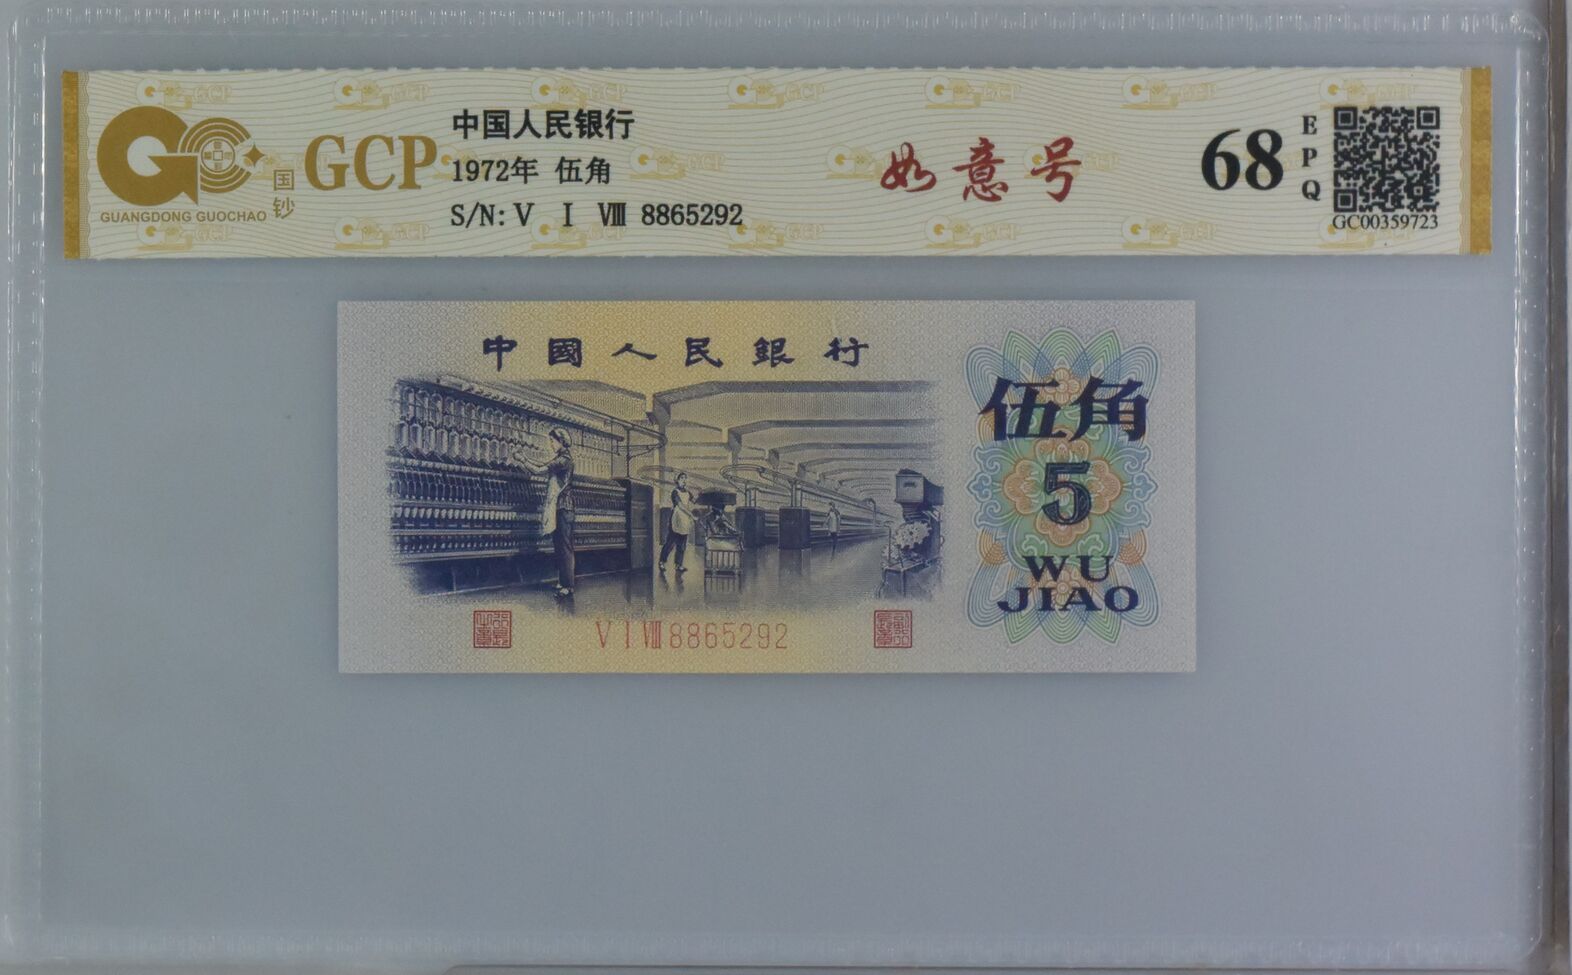 GCP
国钞
GUANGDONG GUOCHAO
中国人民银行
1972年 伍角
S/N: V I VIII 8865292
如意号
68
EPQ
GC00359723
中國人民銀行
伍角
5
WU
JIAO
V I VIII 8865292